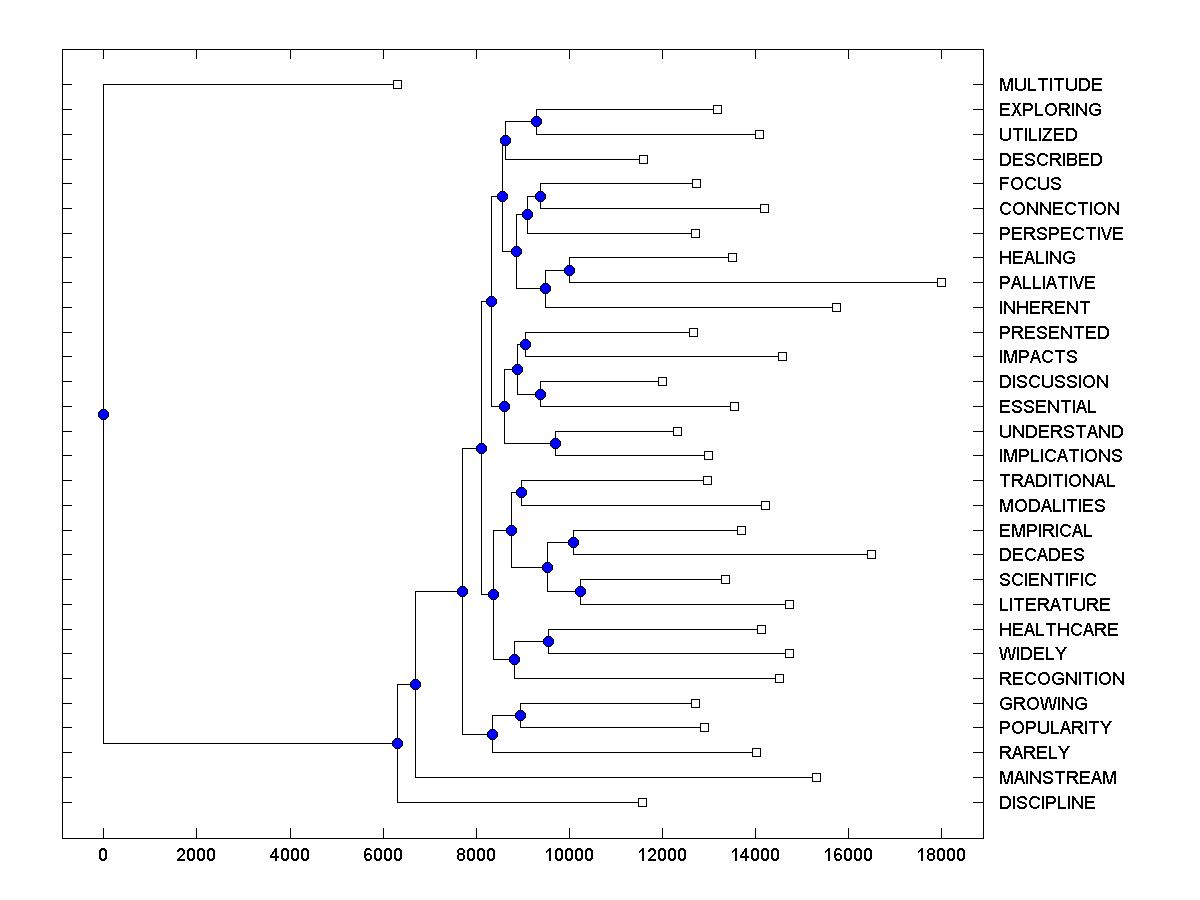 MULTITUDE
EXPLORING
UTILIZED
DESCRIBED
FOCUS
CONNECTION
PERSPECTIVE
HEALING
PALLIATIVE
INHERENT
PRESENTED
IMPACTS
DISCUSSION
ESSENTIAL
UNDERSTAND
IMPLICATIONS
TRADITIONAL
MODALITIES
EMPIRICAL
DECADES
SCIENTIFIC
LITERATURE
HEALTHCARE
WIDELY
RECOGNITION
GROWING
POPULARITY
RARELY
MAINSTREAM
DISCIPLINE
0 2000 4000 6000 8000 10000 12000 14000 16000 18000